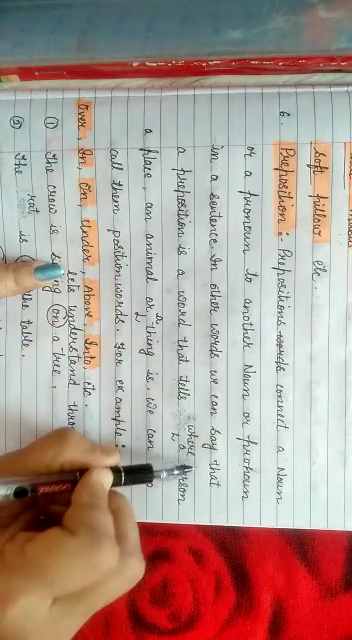 Soft pillow etc..
6. Preposition :- Prepositions words connect a Noun
or a pronoun to another Noun or pronoun
in a sentence. In other words we can say that
a preposition is a word that tells where a
a place, an animal or a thing is, we can
call them position words. For example:
Over, In, On, Under, Above, Into etc.
lets understand
① The crow is on a tree,
② The rat is the table.